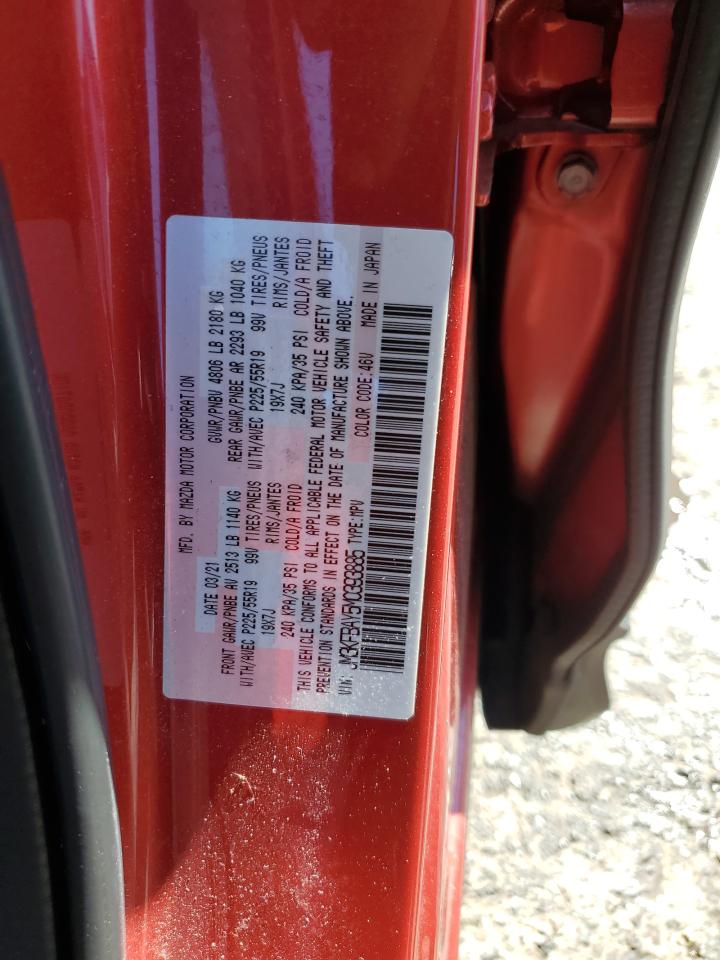 MFD. BY MAZDA MOTOR CORPORATION
DATE 03/21 GVWR/PNBV 4806 LB 2180 KG
FRONT GAWR/PNBE AV 2513 LB 1140 KG REAR GAWR/PNBE AR 2293 LB 1040 KG
WITH/AVEC P225/55R19 99V TIRES/PNEUS WITH/AVEC P225/55R19 99V TIRES/PNEUS
19X7J RIMS/JANTES 19X7J RIMS/JANTES
240 KPA/35 PSI COLD/A FROID 240 KPA/35 PSI COLD/A FROID
THIS VEHICLE CONFORMS TO ALL APPLICABLE FEDERAL MOTOR VEHICLE SAFETY AND THEFT
PREVENTION STANDARDS IN EFFECT ON THE DATE OF MANUFACTURE SHOWN ABOVE.
VIN: JM3KFBAY5M0393885 TYPE:MPV COLOR CODE:46V MADE IN JAPAN